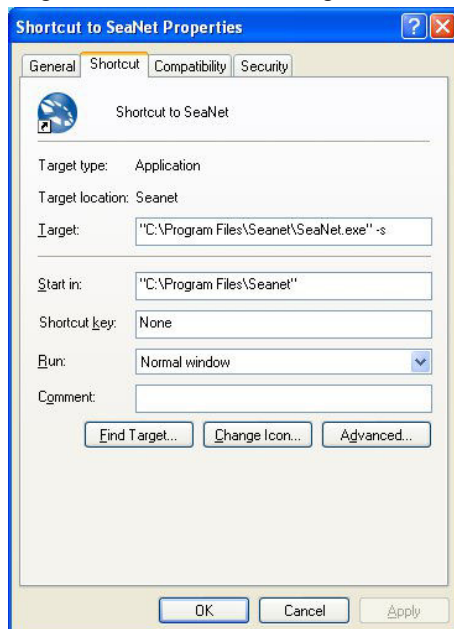 Shortcut to SeaNet Properties
General Shortcut Compatibility Security
Shortcut to SeaNet
Target type: Application
Target location: Seanet
Target: "C:\Program Files\Seanet\SeaNet.exe" -s
Start in: "C:\Program Files\Seanet"
Shortcut key: None
Run: Normal window
Comment:
Find Target... Change Icon... Advanced...
OK Cancel Apply